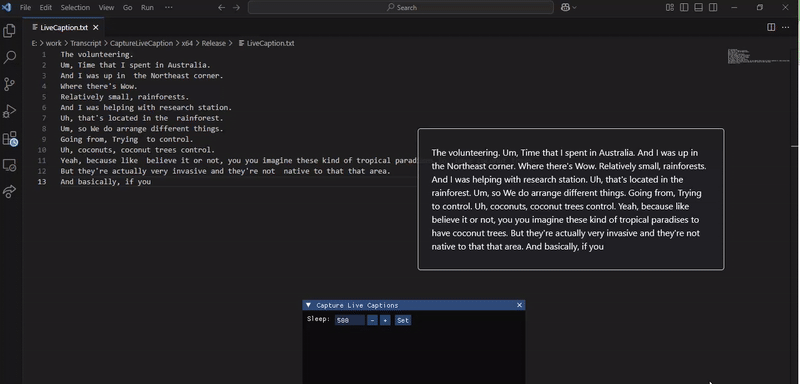 File Edit Selection View Go Run ... Search
LiveCaption.txt
E: > work > Transcript > CaptureLiveCaption > x64 > Release > LiveCaption.txt
1 The volunteering.
2 Um, Time that I spent in Australia.
3 And I was up in the Northeast corner.
4 Where there's Wow.
5 Relatively small, rainforests.
6 And I was helping with research station.
7 Uh, that's located in the rainforest.
8 Um, so We do arrange different things.
9 Going from, Trying to control.
10 Uh, coconuts, coconut trees control.
11 Yeah, because like believe it or not, you you imagine these kind of tropical paradises
12 But they're actually very invasive and they're not native to that that area.
13 And basically, if you
The volunteering. Um, Time that I spent in Australia. And I was up in
the Northeast corner. Where there's Wow. Relatively small, rainforests.
And I was helping with research station. Uh, that's located in the
rainforest. Um, so We do arrange different things. Going from, Trying
to control. Uh, coconuts, coconut trees control. Yeah, because like
believe it or not, you you imagine these kind of tropical paradises to
have coconut trees. But they're actually very invasive and they're not
native to that that area. And basically, if you
Capture Live Captions
Sleep: 500 - + Set